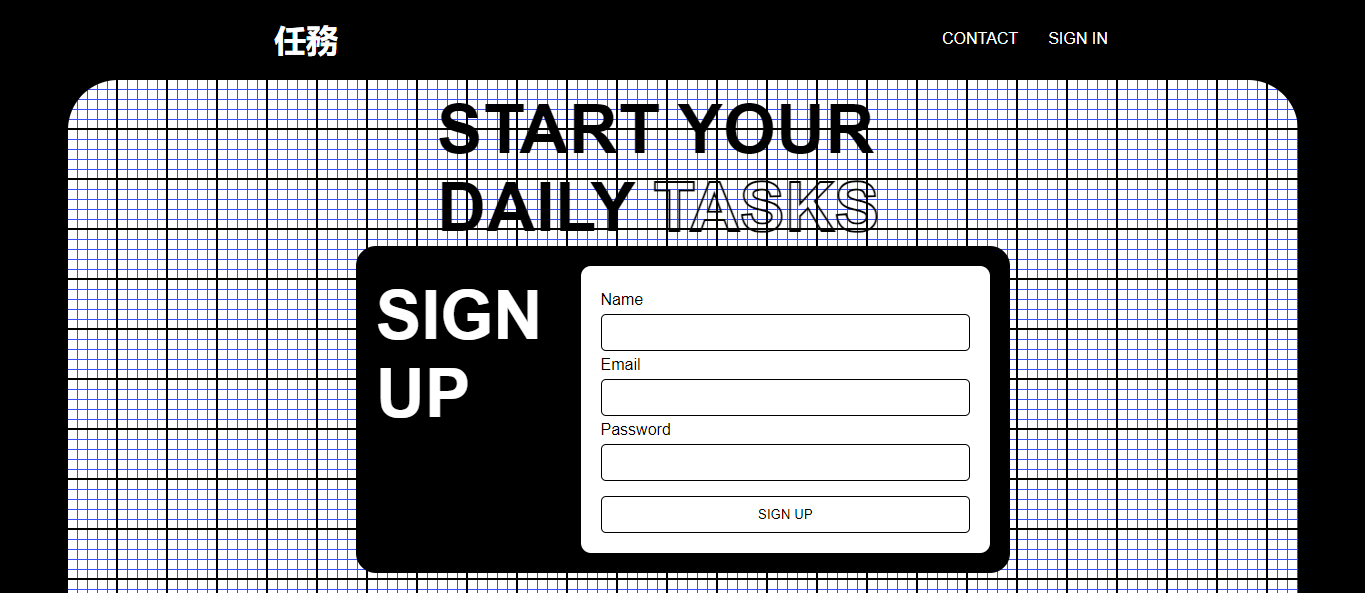 任務
CONTACT SIGN IN
START YOUR
DAILY TASKS
SIGN
UP
Name
Email
Password
SIGN UP